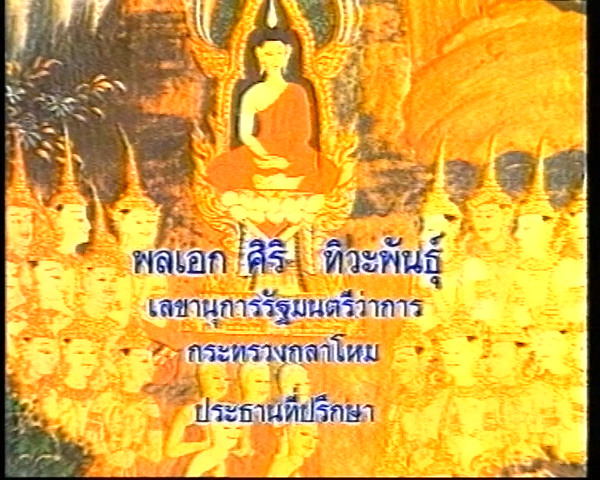 พลเอก ศิริ ทิวะพันธุ์
เลขานุการรัฐมนตรีว่าการ
กระทรวงกลาโหม
ประธานที่ปรึกษา